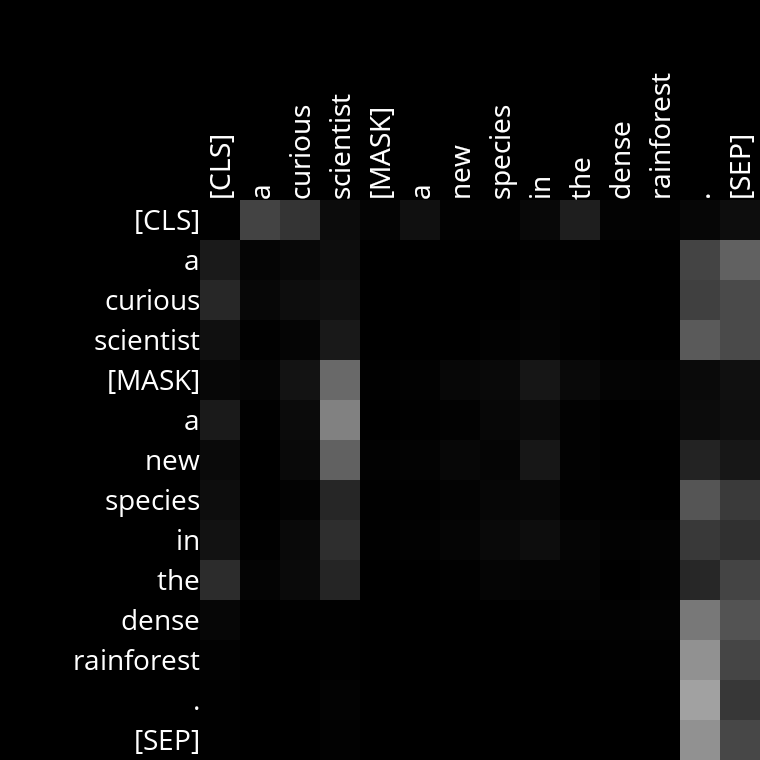 [CLS] a curious scientist [MASK] a new species in the dense rainforest . [SEP]
[CLS]
a
curious
scientist
[MASK]
a
new
species
in
the
dense
rainforest
.
[SEP]